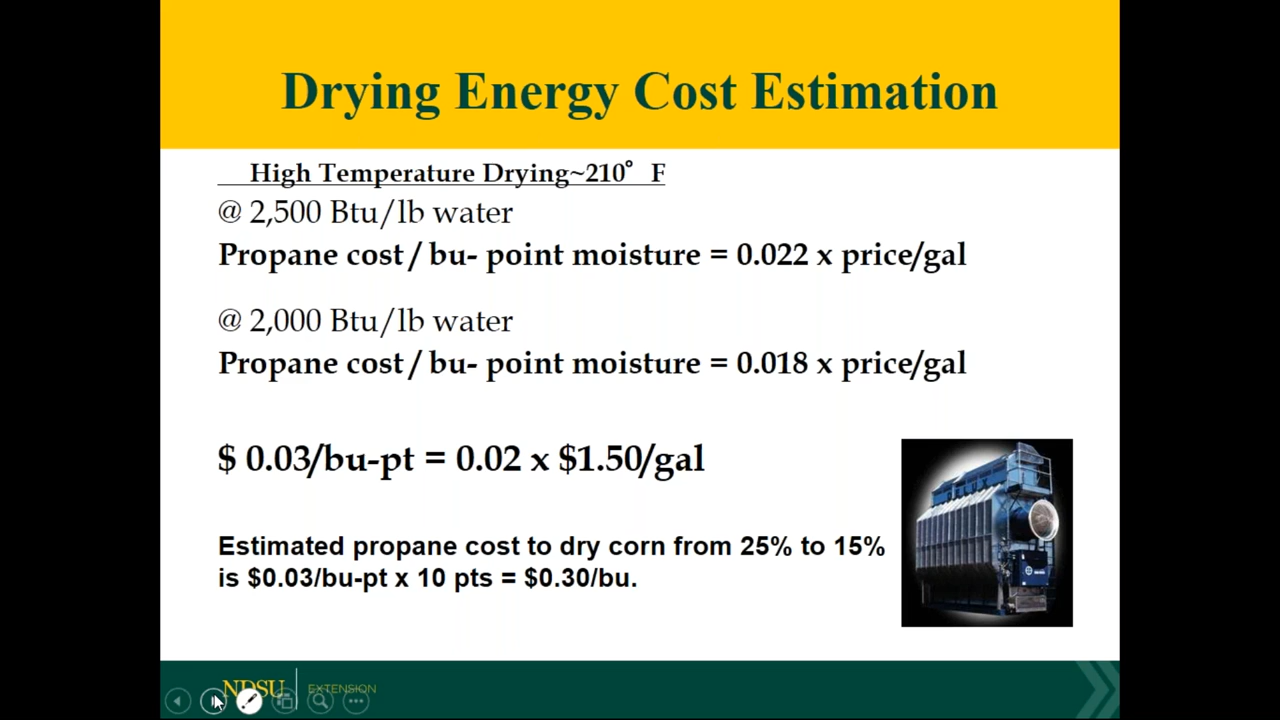 Drying Energy Cost Estimation
High Temperature Drying~210° F
@ 2,500 Btu/lb water
Propane cost / bu- point moisture = 0.022 x price/gal
@ 2,000 Btu/lb water
Propane cost / bu- point moisture = 0.018 x price/gal
$ 0.03/bu-pt = 0.02 x $1.50/gal
Estimated propane cost to dry corn from 25% to 15%
is $0.03/bu-pt x 10 pts = $0.30/bu.
DELUX
NDSU EXTENSION